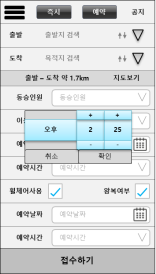 즉시 예약 공지
출발 출발지 검색
도착 목적지 검색
출발 – 도착 약 1.7km 지도보기
동승인원 동승인원
이
+ +
오후 2 25
- -
예약
취소 확인
예약시간 예약시간
휠체어사용 왕복여부
예약날짜 예약날짜
예약시간 예약시간
접수하기